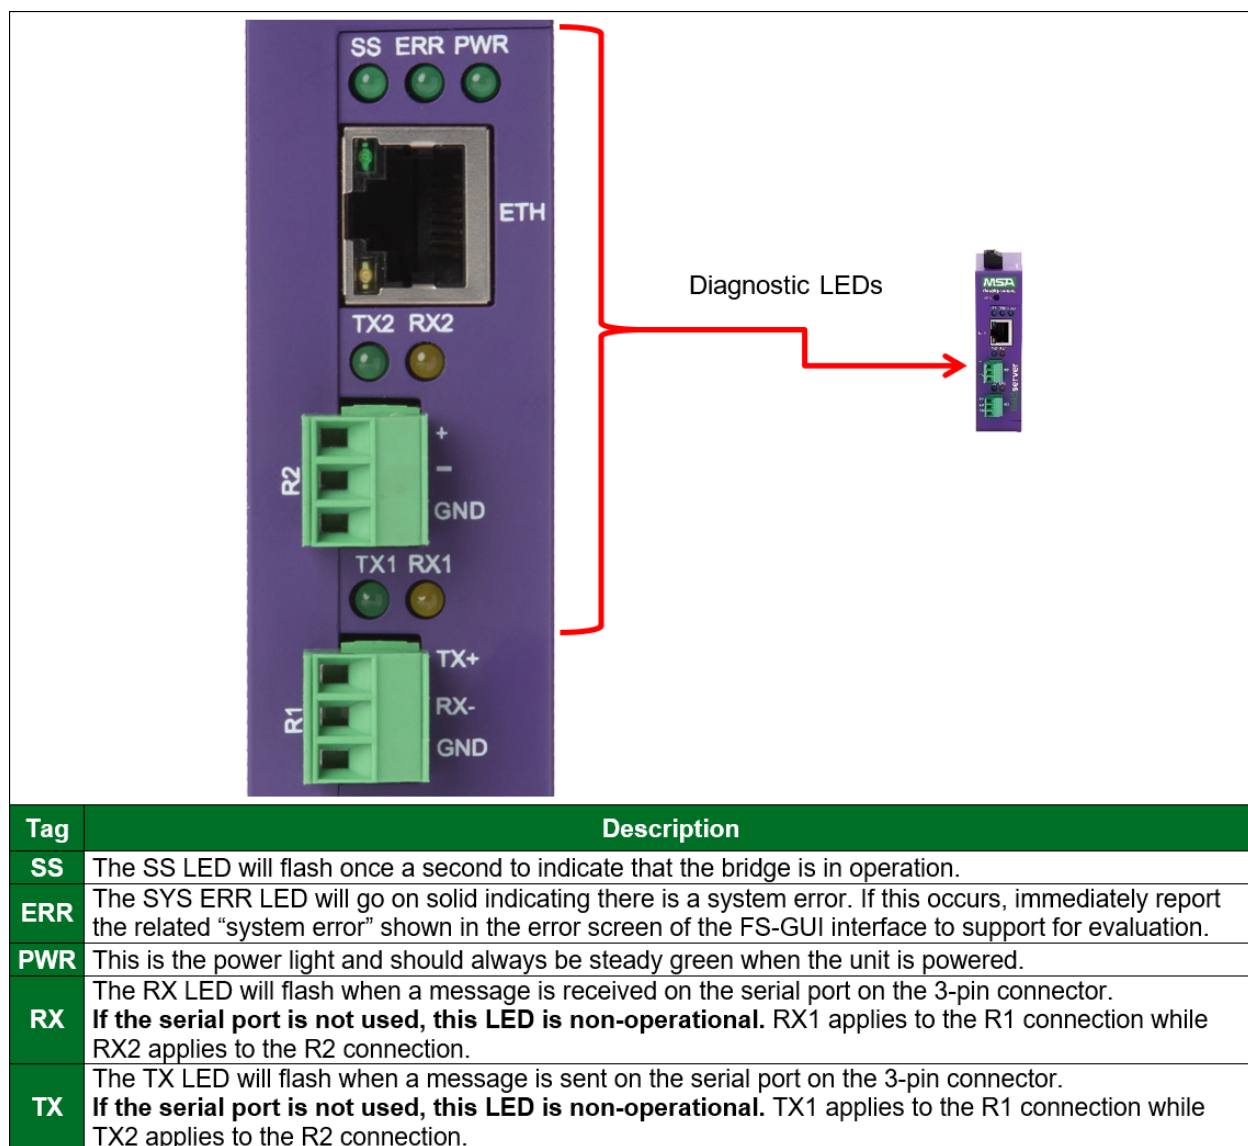 SS ERR PWR
ETH
TX2 RX2
+
−
R2
GND
TX1 RX1
TX+
RX-
R1
GND
Diagnostic LEDs
MSA
server
Tag Description
SS The SS LED will flash once a second to indicate that the bridge is in operation.
ERR The SYS ERR LED will go on solid indicating there is a system error. If this occurs, immediately report
the related “system error” shown in the error screen of the FS-GUI interface to support for evaluation.
PWR This is the power light and should always be steady green when the unit is powered.
The RX LED will flash when a message is received on the serial port on the 3-pin connector.
RX If the serial port is not used, this LED is non-operational. RX1 applies to the R1 connection while
RX2 applies to the R2 connection.
The TX LED will flash when a message is sent on the serial port on the 3-pin connector.
TX If the serial port is not used, this LED is non-operational. TX1 applies to the R1 connection while
TX2 applies to the R2 connection.